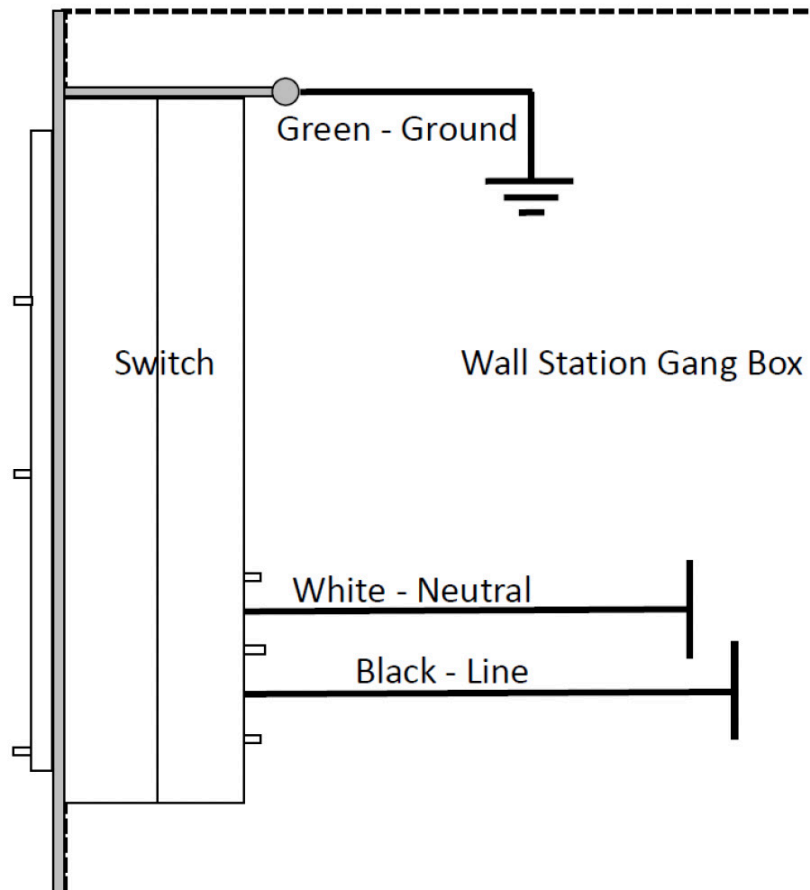 Green - Ground
Switch
Wall Station Gang Box
White - Neutral
Black - Line